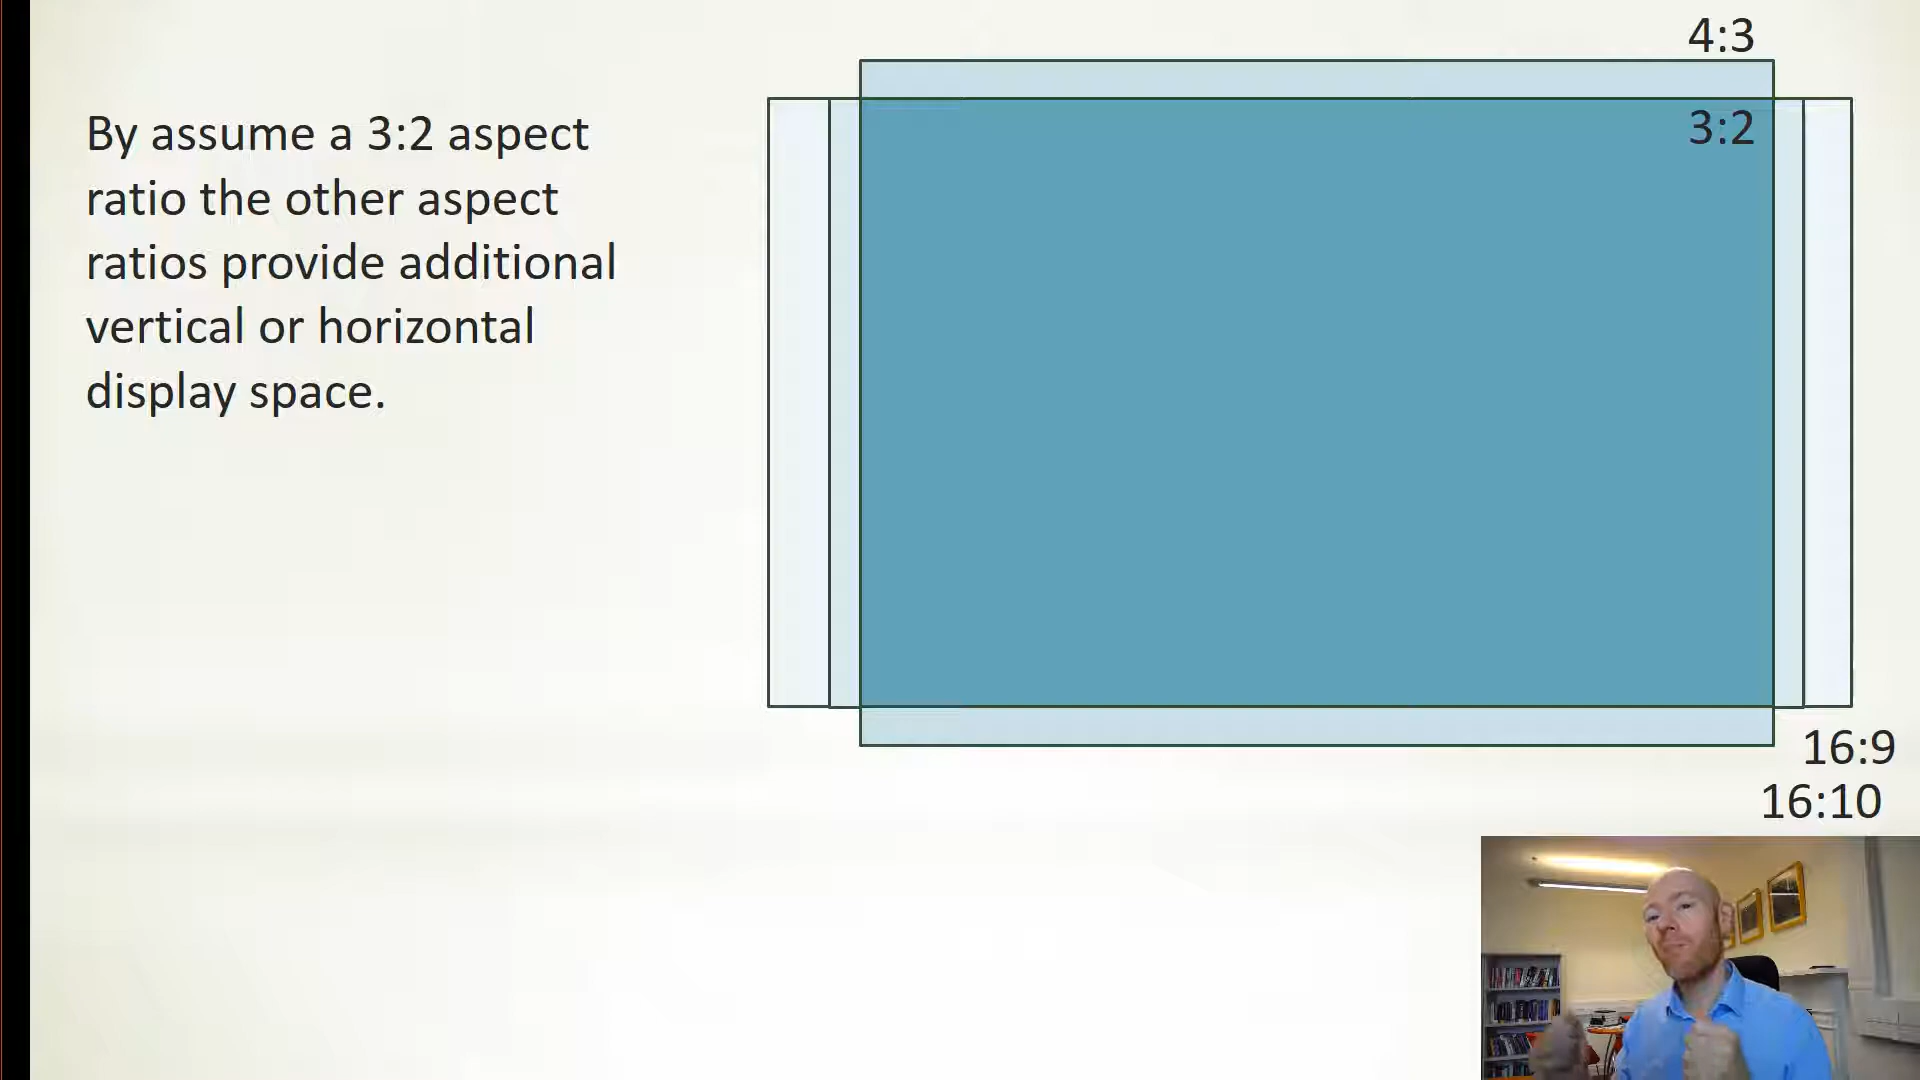 By assume a 3:2 aspect
ratio the other aspect
ratios provide additional
vertical or horizontal
display space.
4:3
3:2
16:9
16:10